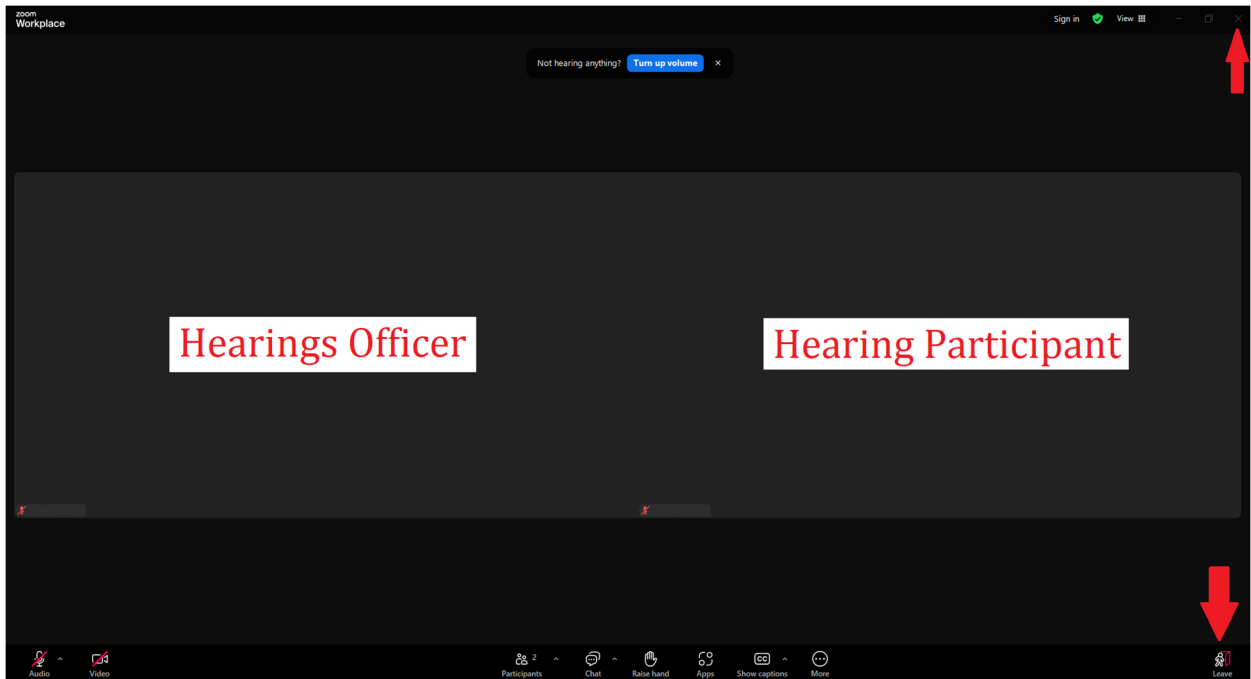 zoom
Workplace
Sign in View
Not hearing anything? Turn up volume
Hearings Officer
Hearing Participant
Audio Video Participants 2 Chat Raise hand Apps CC Show captions More Leave